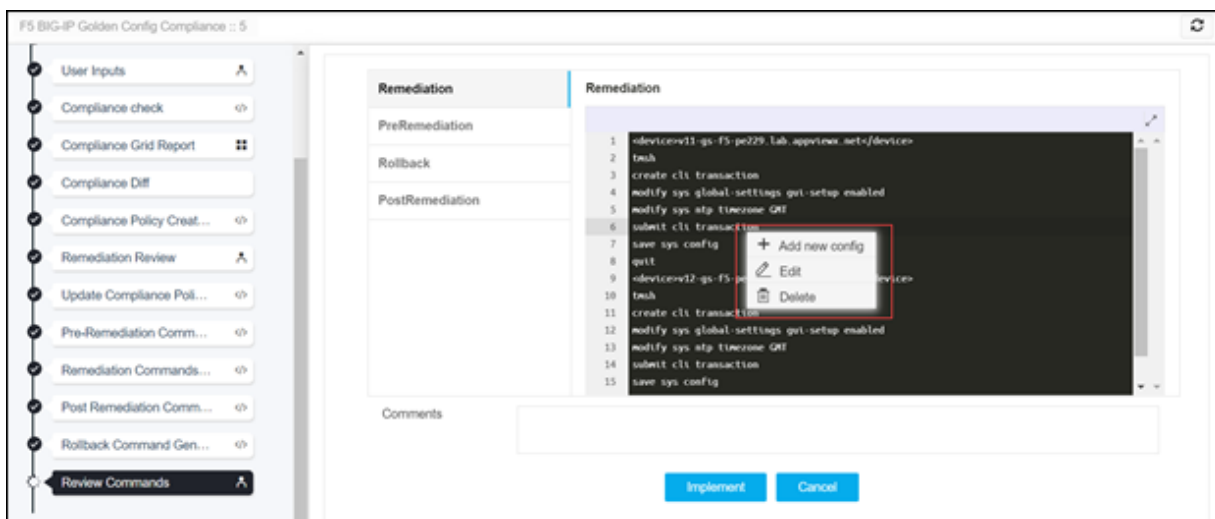 F5 BIG-IP Golden Config Compliance :: 5
User Inputs
Compliance check
Compliance Grid Report
Compliance Diff
Compliance Policy Creat...
Remediation Review
Update Compliance Poli...
Pre-Remediation Comm...
Remediation Commands...
Post Remediation Comm...
Rollback Command Gen...
Review Commands
Remediation
PreRemediation
Rollback
PostRemediation
Remediation
1 <device>v11-gs-f5-pe229.lab.appviewx.net</device>
2 tmsh
3 create cli transaction
4 modify sys global-settings gui-setup enabled
5 modify sys ntp timezone GMT
6 submit cli transaction
7 save sys config
8 quit
9 <device>v12-gs-f5-pe evice>
10 tmsh
11 create cli transaction
12 modify sys global-settings gui-setup enabled
13 modify sys ntp timezone GMT
14 submit cli transaction
15 save sys config
+ Add new config
Edit
Delete
Comments
Implement
Cancel